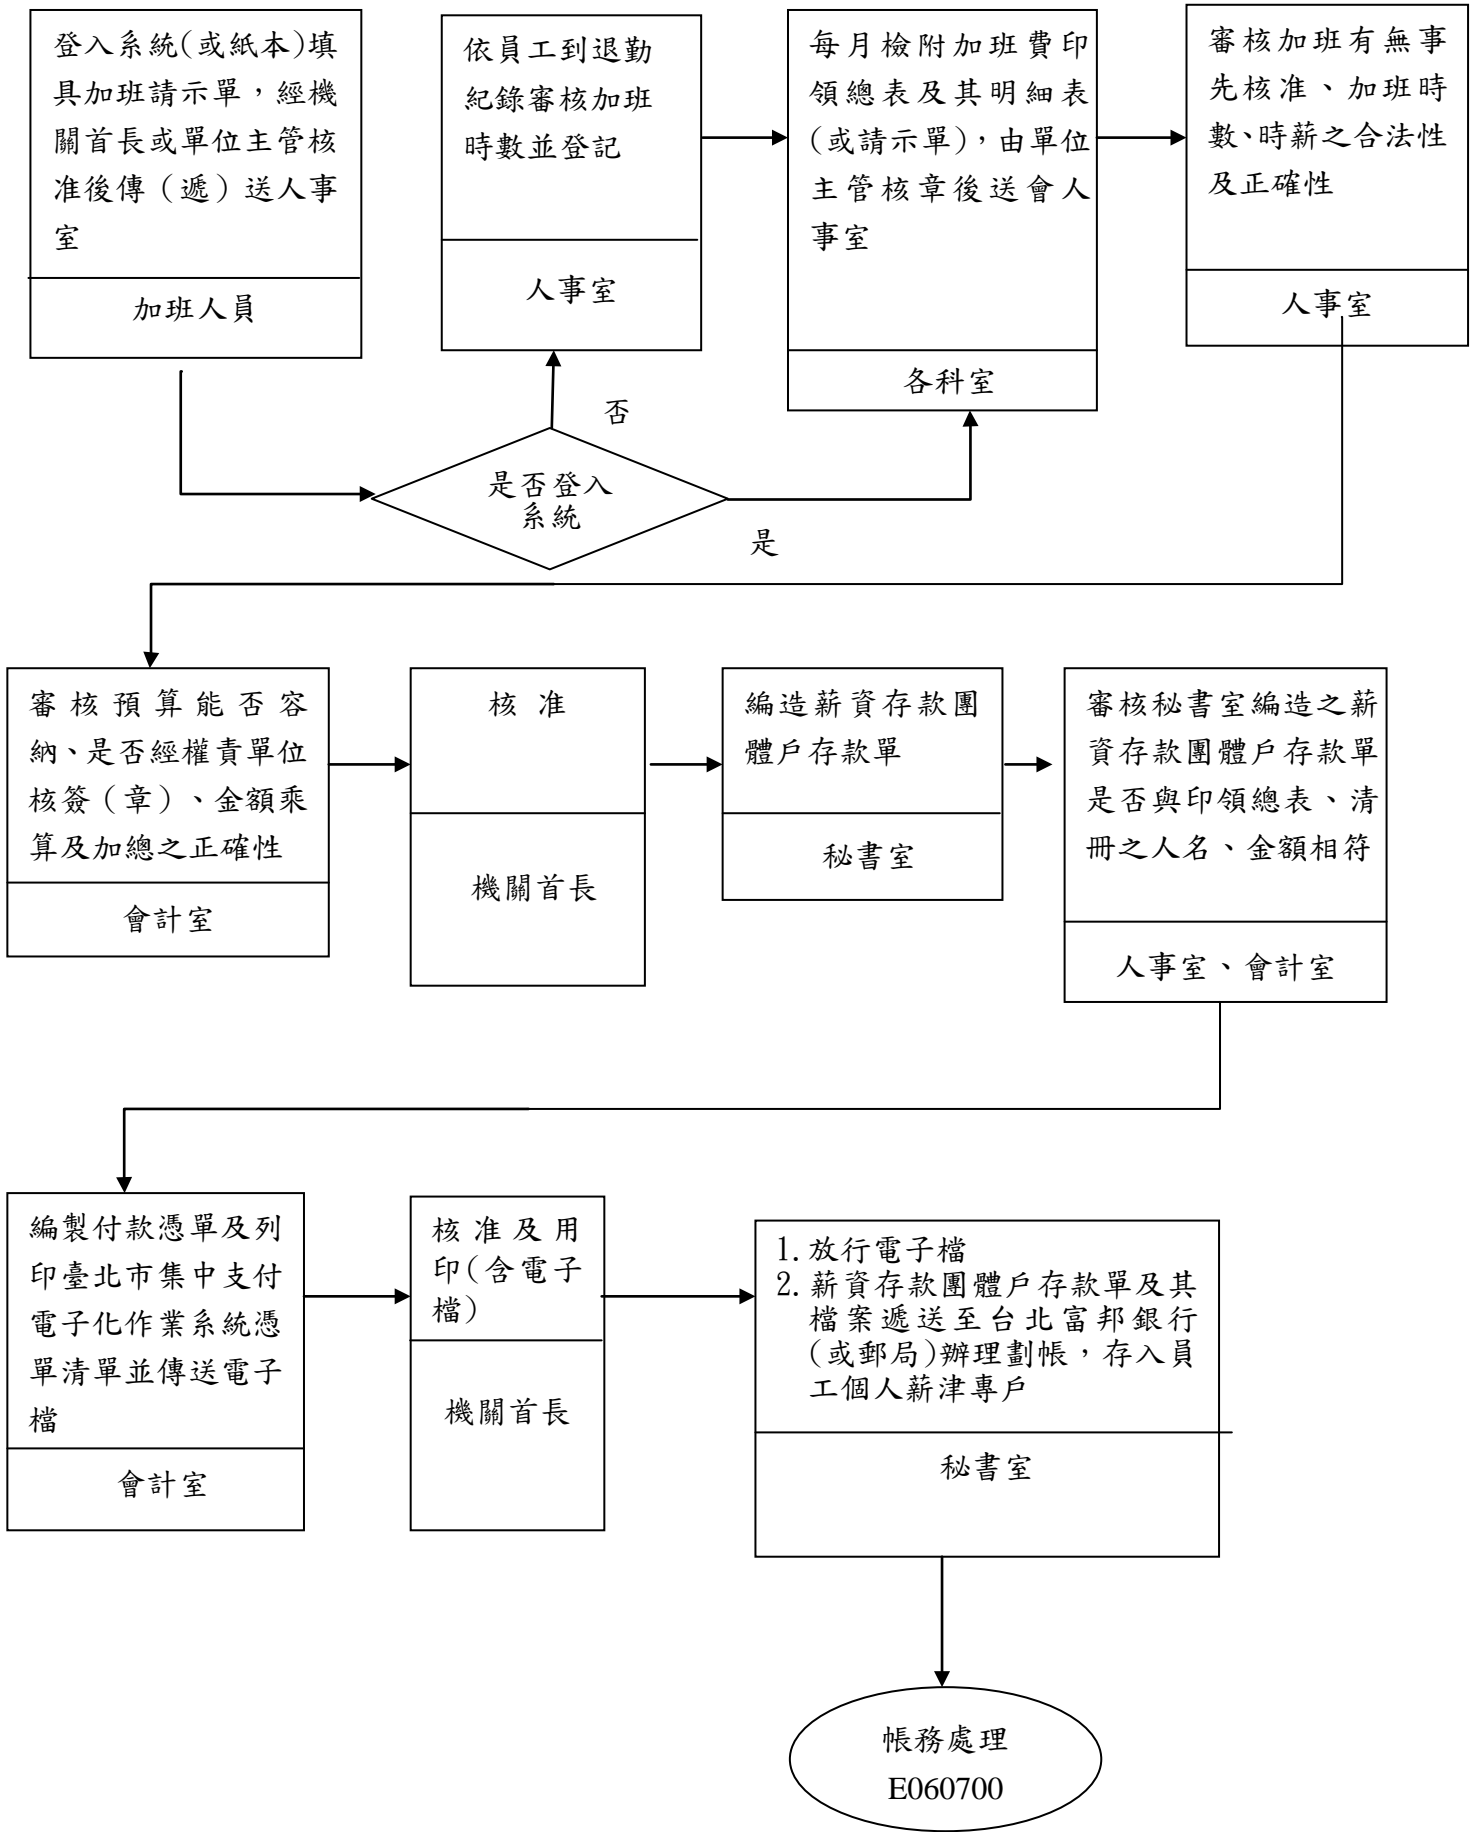 登入系統(或紙本)填
具加班請示單，經機
關首長或單位主管核
准後傳（遞）送人事
室
加班人員
依員工到退勤
紀錄審核加班
時數並登記
人事室
每月檢附加班費印
領總表及其明細表
(或請示單)，由單位
主管核章後送會人
事室
各科室
審核加班有無事
先核准、加班時
數、時薪之合法性
及正確性
人事室
否
是否登入
系統
是
審核預算能否容
納、是否經權責單位
核簽（章）、金額乘
算及加總之正確性
會計室
核准
機關首長
編造薪資存款團
體戶存款單
秘書室
審核秘書室編造之薪
資存款團體戶存款單
是否與印領總表、清
冊之人名、金額相符
人事室、會計室
編製付款憑單及列
印臺北市集中支付
電子化作業系統憑
單清單並傳送電子
檔
會計室
核准及用
印(含電子
檔)
機關首長
1.放行電子檔
2.薪資存款團體戶存款單及其
檔案遞送至台北富邦銀行
(或郵局)辦理劃帳，存入員
工個人薪津專戶
秘書室
帳務處理
E060700